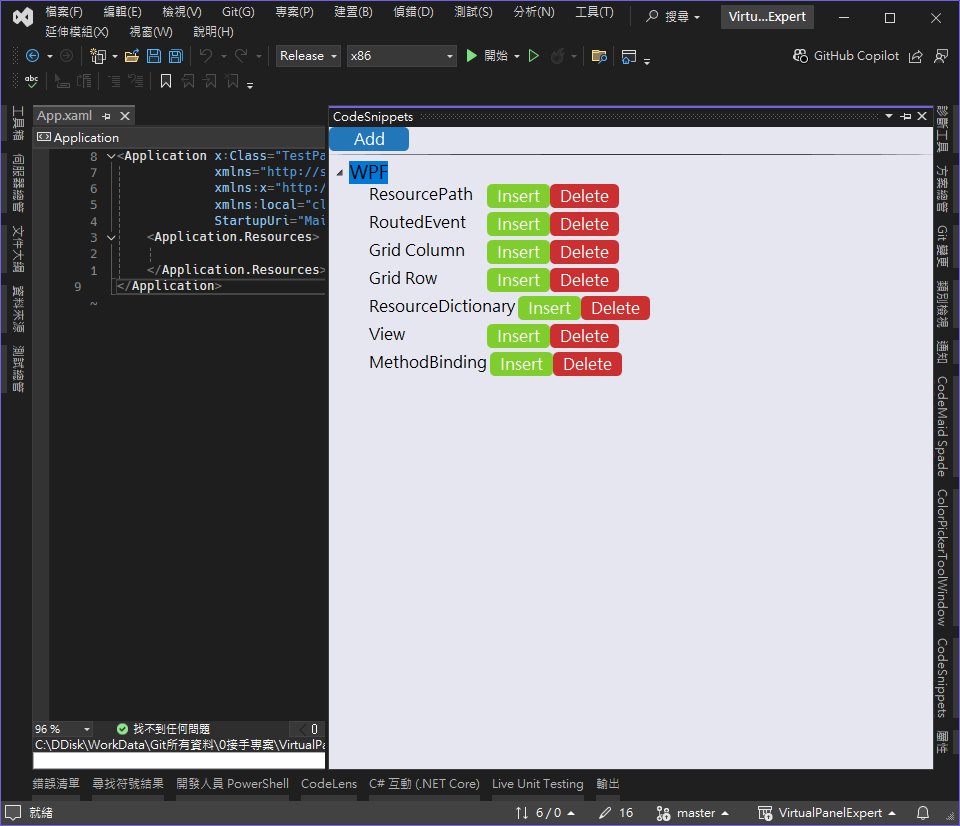 檔案(F) 編輯(E) 檢視(V) Git(G) 專案(P) 建置(B) 偵錯(D) 測試(S) 分析(N) 工具(T) 搜尋 Virtu...Expert
延伸模組(X) 視窗(W) 說明(H)
Release x86 開始 GitHub Copilot
abc
工具箱
伺服器總管
文件大綱
資料來源
測試總管
App.xaml
Application
8 <Application x:Class="TestPa
7 xmlns="http://s
6 xmlns:x="http:/
5 xmlns:local="cl
4 StartupUri="Mai
3 <Application.Resources>
2
1 </Application.Resources>
9 </Application>
~
96 % 找不到任何問題 0
C:\DDisk\WorkData\Git所有資料\0接手專案\VirtualPa
CodeSnippets
Add
WPF
ResourcePath Insert Delete
RoutedEvent Insert Delete
Grid Column Insert Delete
Grid Row Insert Delete
ResourceDictionary Insert Delete
View Insert Delete
MethodBinding Insert Delete
診斷工具
方案總管
Git 變更
類別檢視
通知
CodeMaid Spade
ColorPickerToolWindow
CodeSnippets
屬性
錯誤清單 尋找符號結果 開發人員 PowerShell CodeLens C# 互動 (.NET Core) Live Unit Testing 輸出
就緒 6 / 0 16 master VirtualPanelExpert